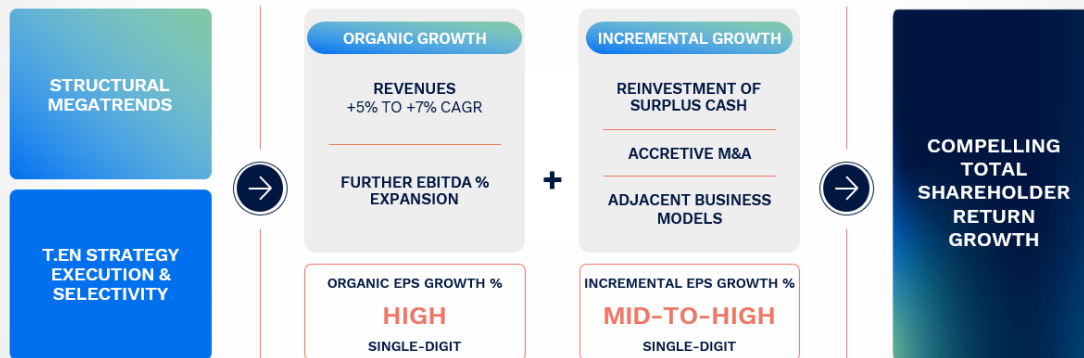 STRUCTURAL
MEGATRENDS
T.EN STRATEGY
EXECUTION &
SELECTIVITY
ORGANIC GROWTH
REVENUES
+5% TO +7% CAGR
FURTHER EBITDA %
EXPANSION
ORGANIC EPS GROWTH %
HIGH
SINGLE-DIGIT
+
INCREMENTAL GROWTH
REINVESTMENT OF
SURPLUS CASH
ACCRETIVE M&A
ADJACENT BUSINESS
MODELS
INCREMENTAL EPS GROWTH %
MID-TO-HIGH
SINGLE-DIGIT
COMPELLING
TOTAL
SHAREHOLDER
RETURN
GROWTH